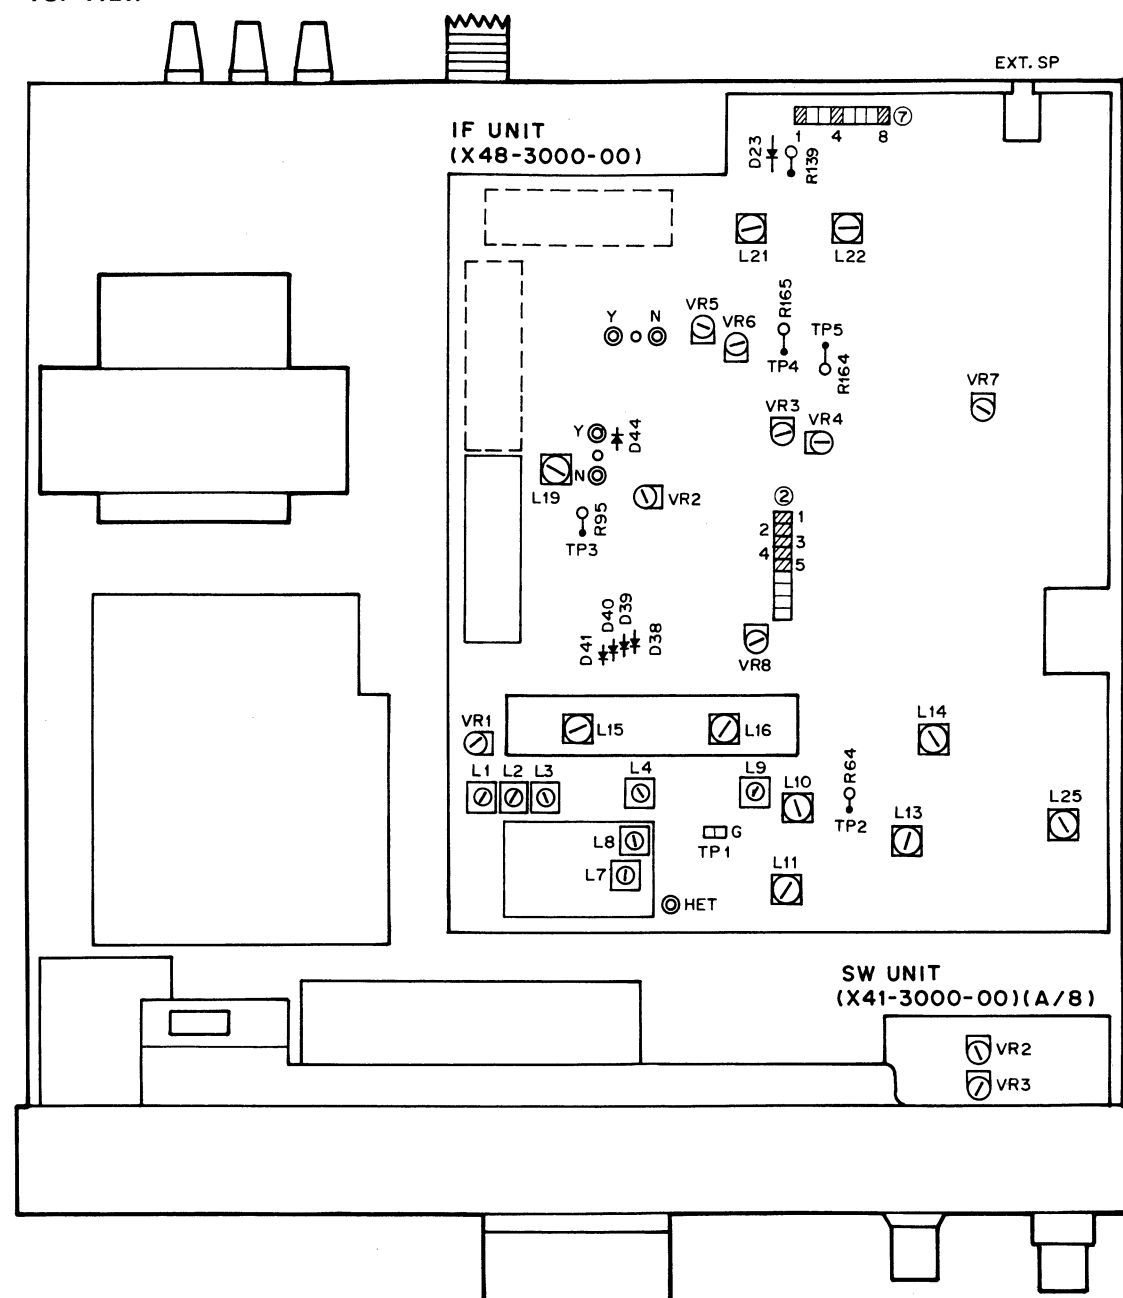 EXT. SP
IF UNIT
(X48-3000-00)
⑦
1 4 8
D23
R139
L21 L22
VR5 VR6
R165
TP5
Y N
TP4
R164
VR7
VR3 VR4
Y
D44
N
L19
VR2
R95
TP3
②
1
2
3
4
5
D41
D40
D39
D38
VR8
VR1
L15 L16
L14
L1 L2 L3 L4 L9
L10
R64
TP2
L13
L25
L8
G
TP1
L7
L11
HET
SW UNIT
(X41-3000-00)(A/8)
VR2
VR3